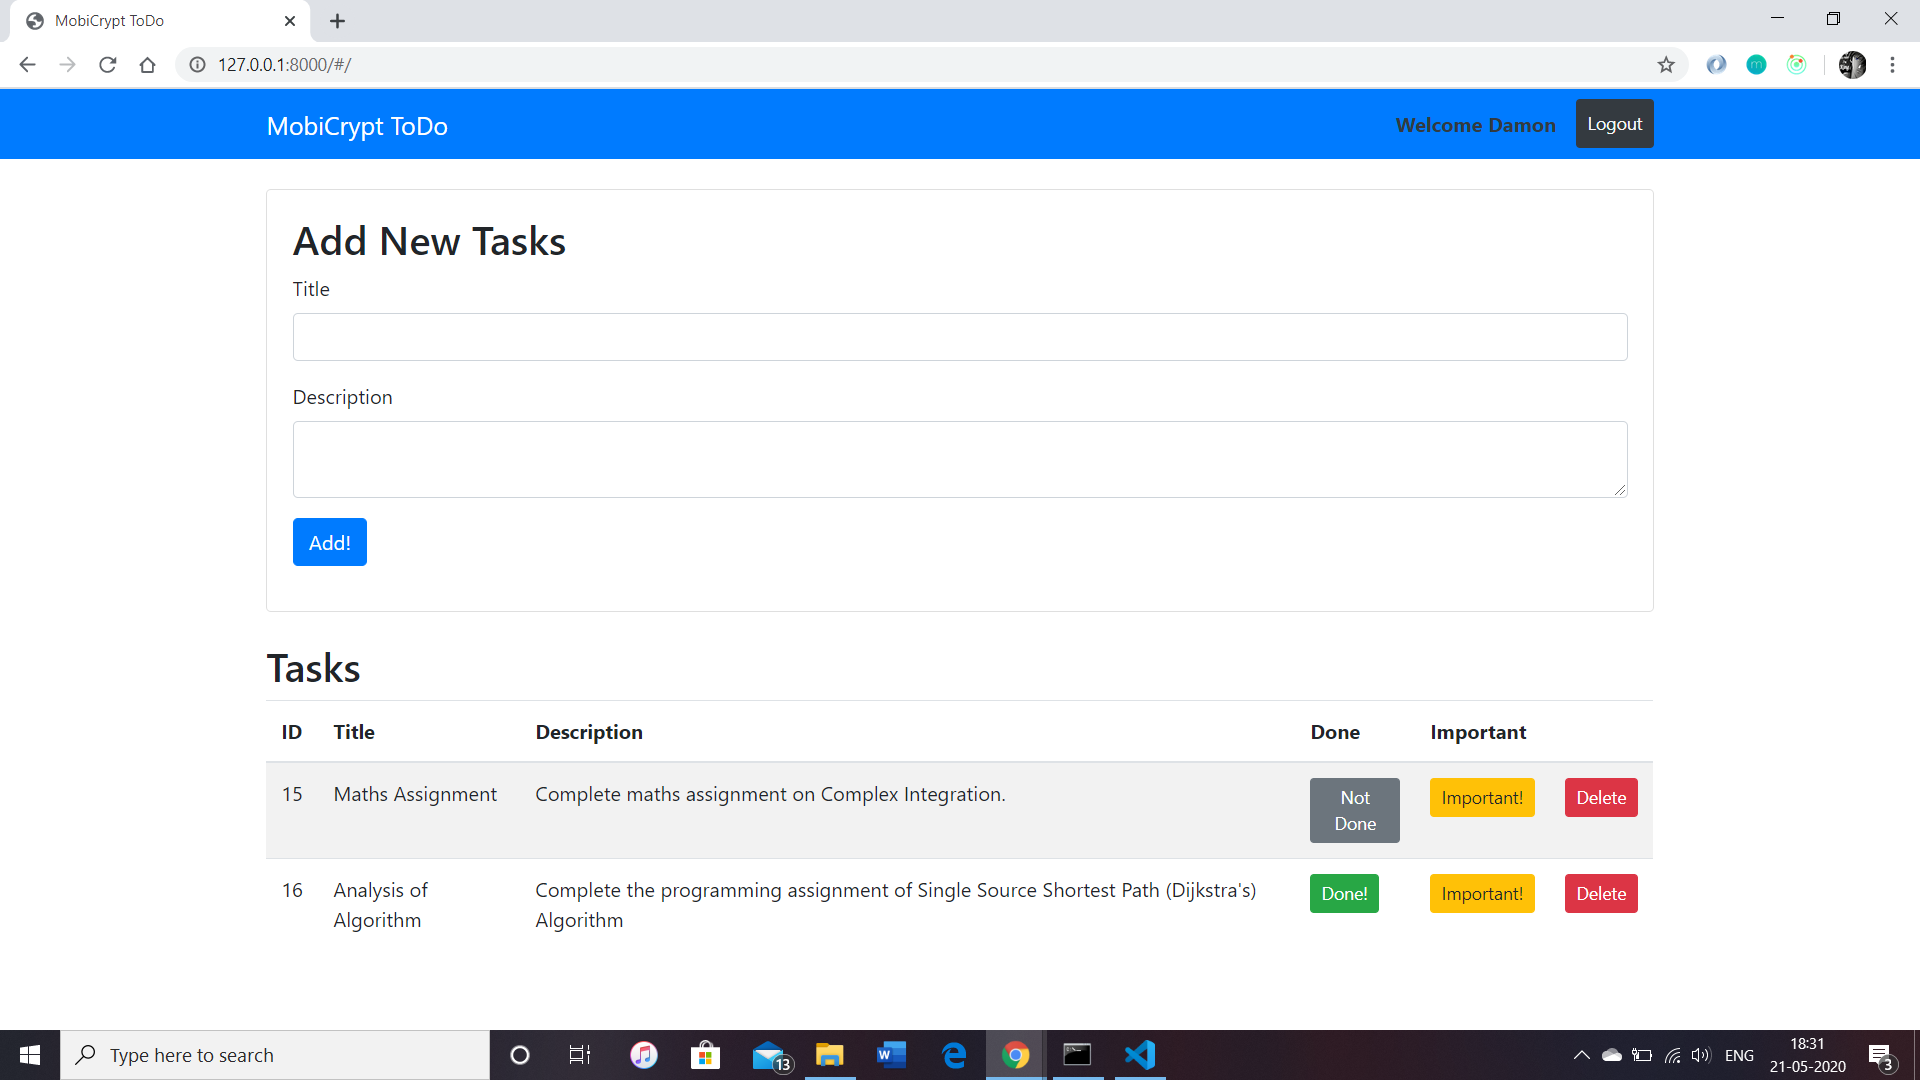 MobiCrypt ToDo
127.0.0.1:8000/#/
MobiCrypt ToDo
Welcome Damon
Logout
Add New Tasks
Title
Description
Add!
Tasks
ID Title Description Done Important
15 Maths Assignment Complete maths assignment on Complex Integration. Not Done Important! Delete
16 Analysis of Algorithm Complete the programming assignment of Single Source Shortest Path (Dijkstra's) Algorithm Done! Important! Delete
Type here to search
13
ENG
18:31
21-05-2020
3